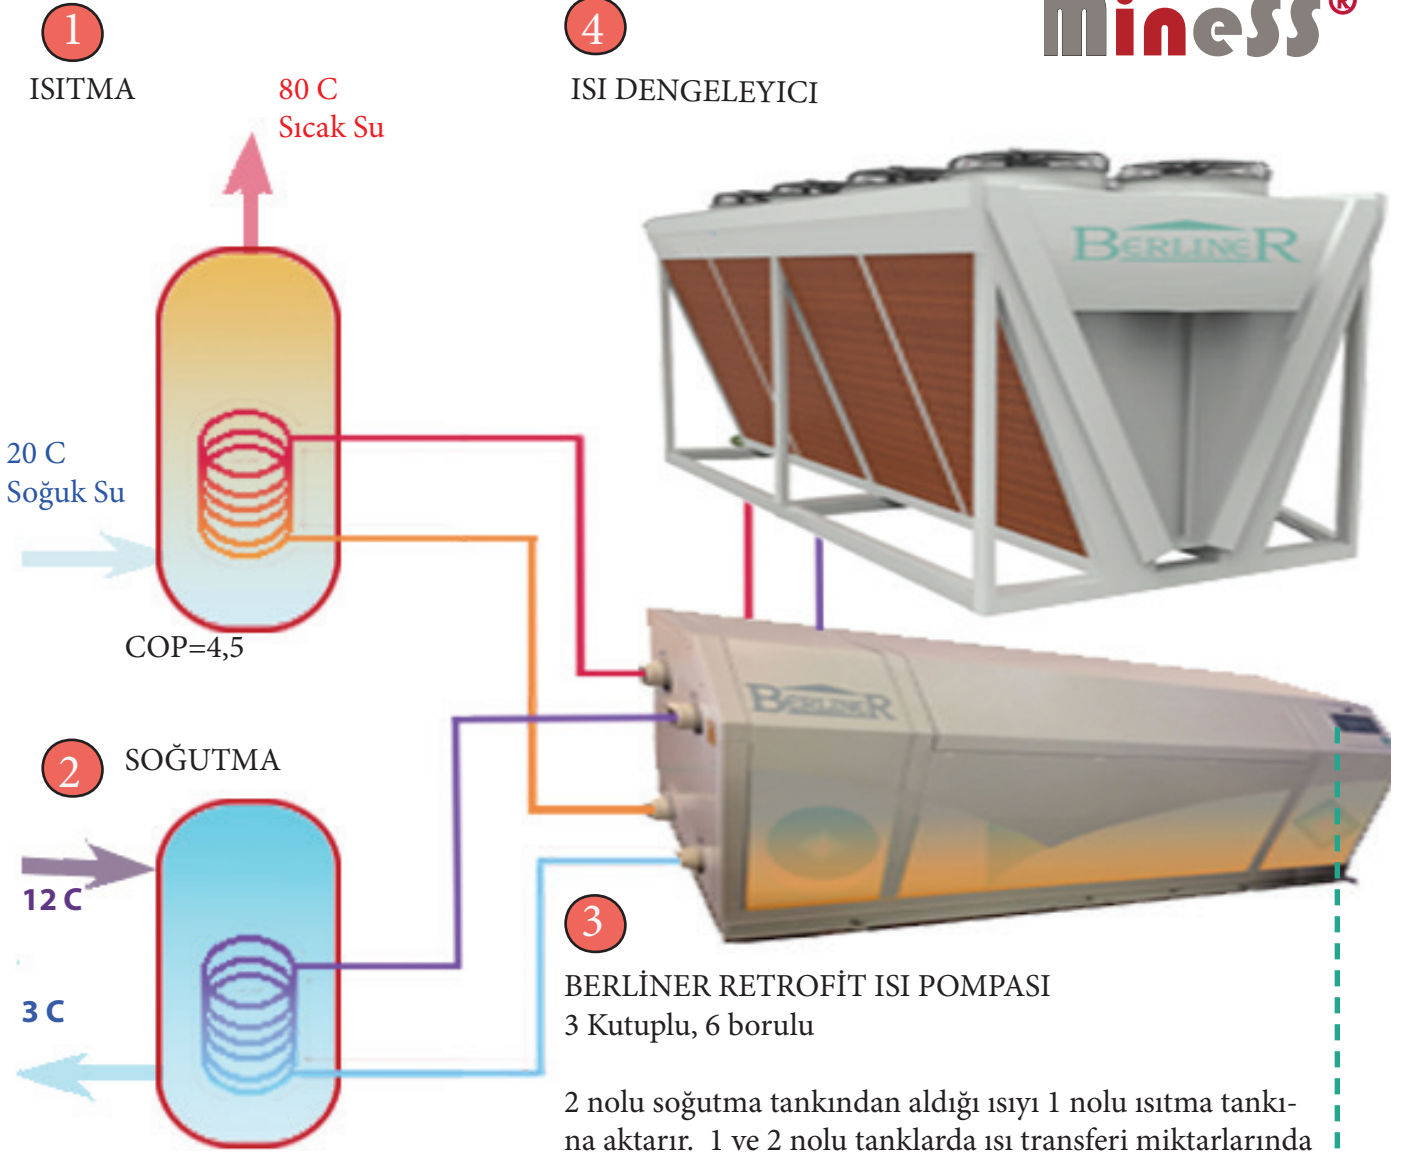 1
ISITMA
80 C
Sıcak Su
20 C
Soğuk Su
COP=4,5
2
SOĞUTMA
12 C
3 C
4
ISI DENGELEYICI
MineSS®
BERLINER
BERLINER
3
BERLİNER RETROFİT ISI POMPASI
3 Kutuplu, 6 borulu
2 nolu soğutma tankından aldığı ısıyı 1 nolu ısıtma tankı-
na aktarır. 1 ve 2 nolu tanklarda ısı transferi miktarlarında